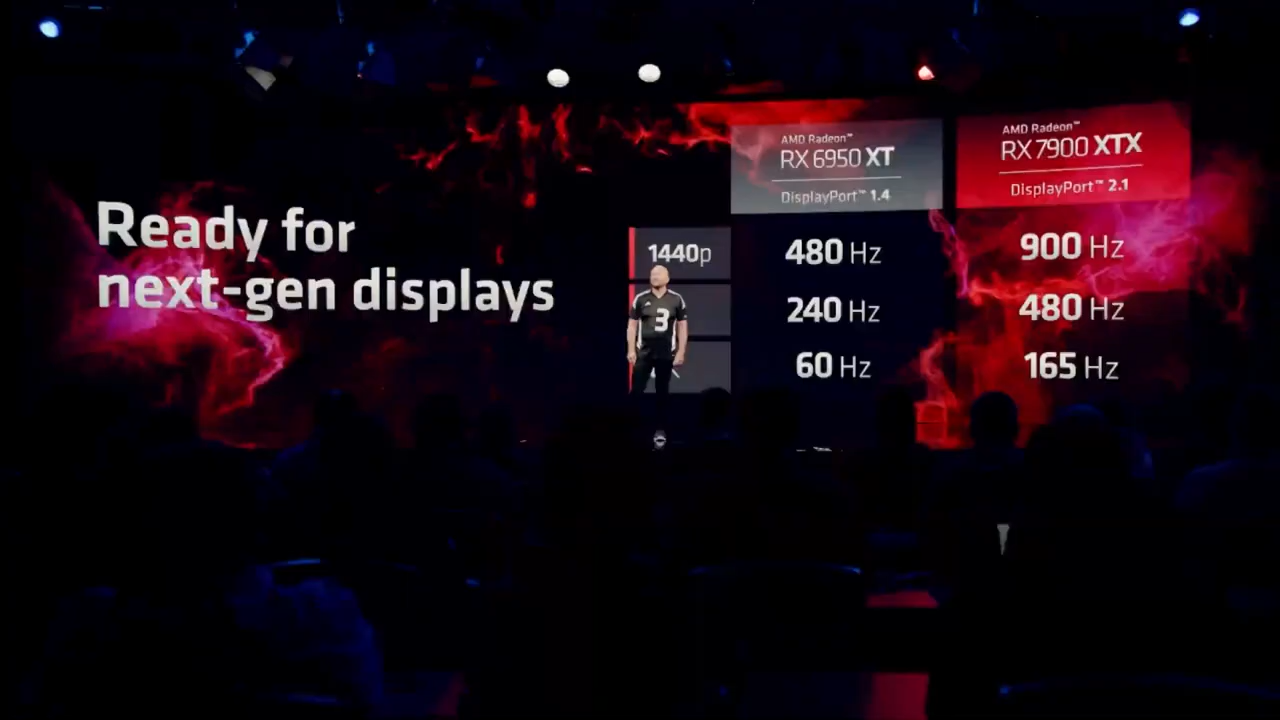 Ready for
next-gen displays
AMD Radeon™
RX 6950 XT
DisplayPort™ 1.4
AMD Radeon™
RX 7900 XTX
DisplayPort™ 2.1
1440p 480 Hz 900 Hz
240 Hz 480 Hz
60 Hz 165 Hz
3